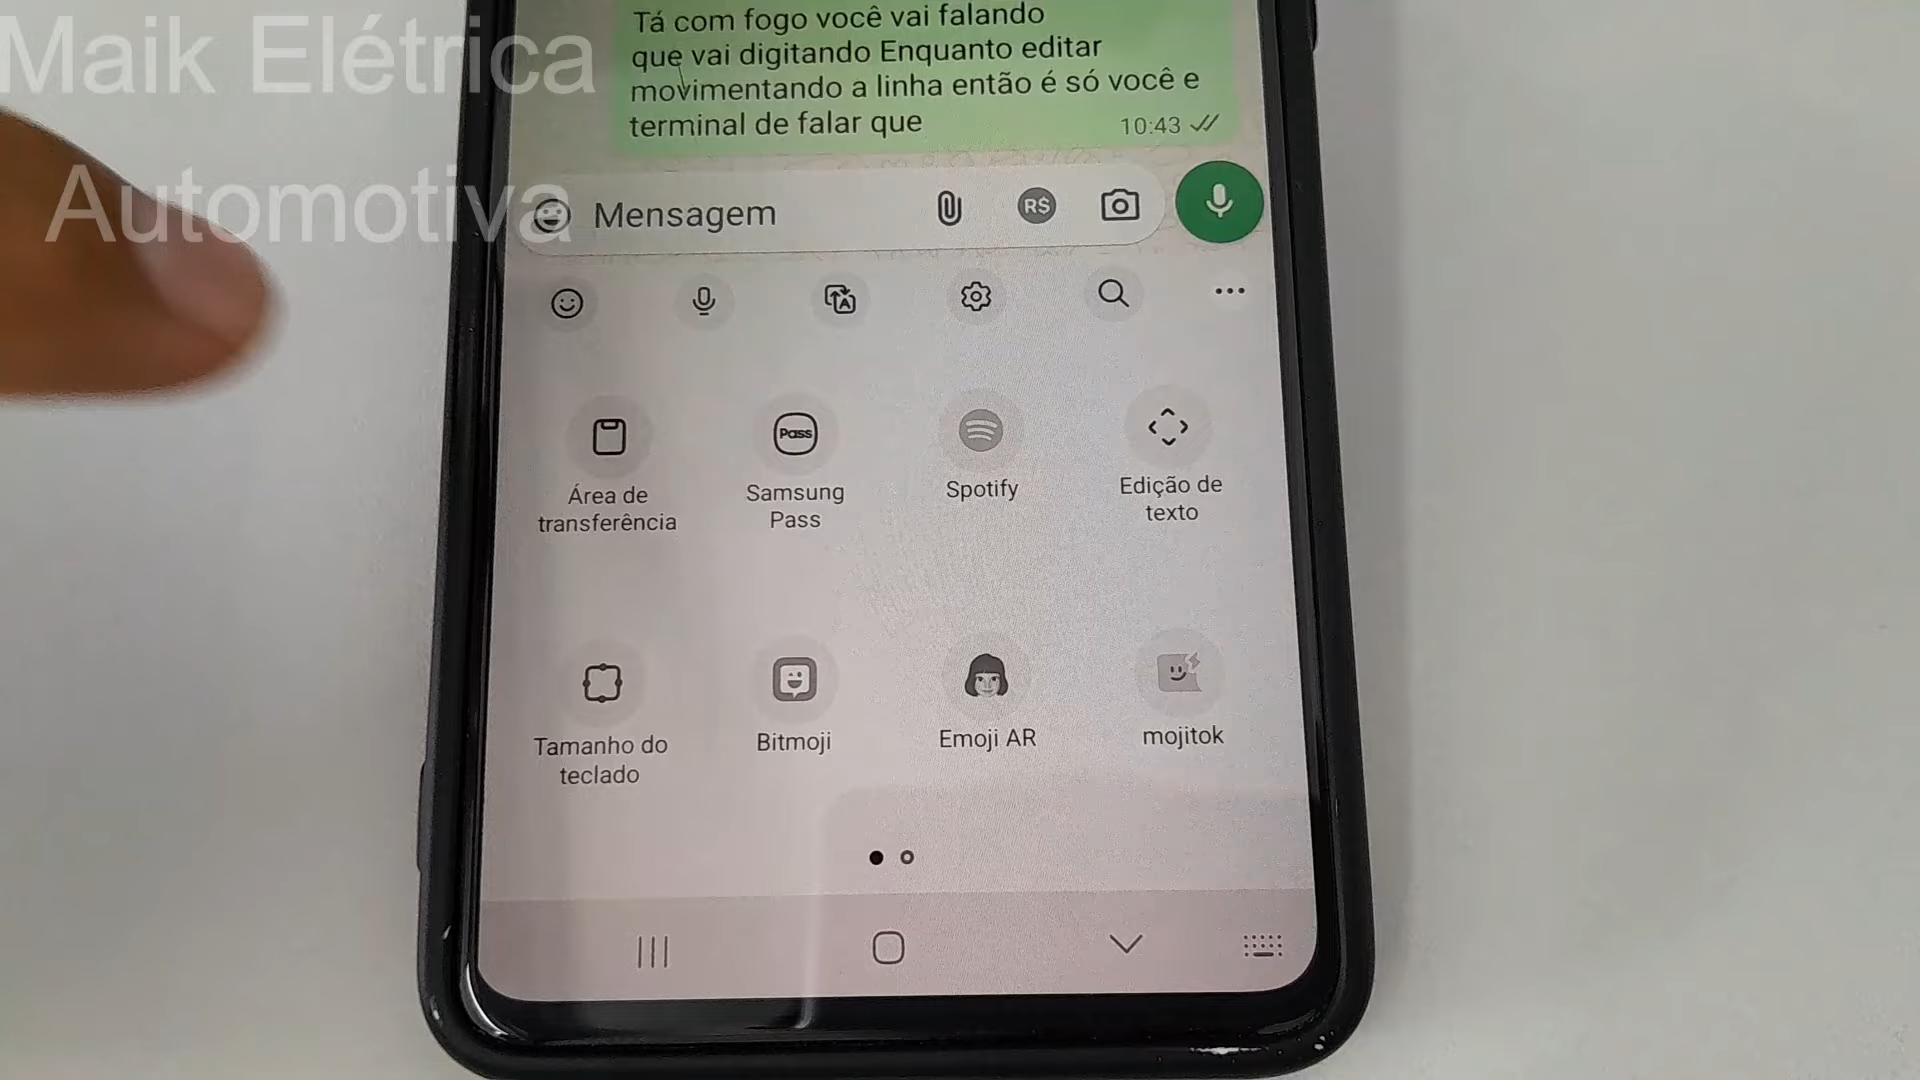 Maik Elétrica
Automotiva
Tá com fogo você vai falando
que vai digitando Enquanto editar
movimentando a linha então é só você e
terminal de falar que
10:43
Mensagem
R$
Área de
transferência
Pass
Samsung
Pass
Spotify
Edição de
texto
Tamanho do
teclado
Bitmoji
Emoji AR
mojitok